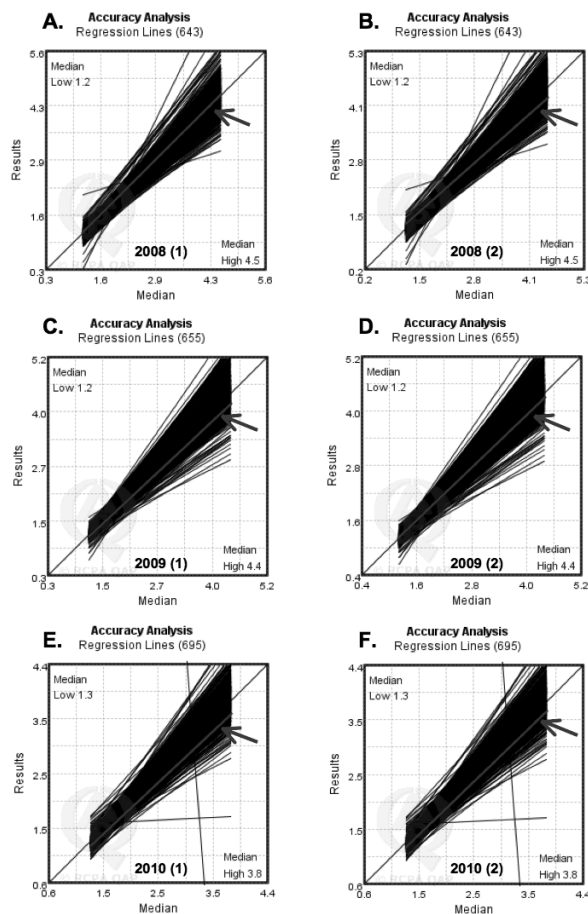 A.
Accuracy Analysis
Regression Lines (643)
5.6
4.3
2.8
1.6
0.3
Results
Median
Low 1.2
2008 (1)
Median
High 4.5
© RCPA QAP
0.3
1.6
2.9
4.3
5.6
Median
B.
Accuracy Analysis
Regression Lines (643)
5.3
4.1
2.8
1.5
0.2
Results
Median
Low 1.2
2008 (2)
Median
High 4.5
0.2
1.5
2.8
4.1
5.3
Median
C.
Accuracy Analysis
Regression Lines (655)
5.2
4.0
2.7
1.5
0.3
Results
Median
Low 1.2
2009 (1)
Median
High 4.4
© RCPA QAP
0.3
1.5
2.7
4.0
5.2
Median
D.
Accuracy Analysis
Regression Lines (655)
5.2
4.0
2.8
1.6
0.4
Results
Median
Low 1.2
2009 (2)
Median
High 4.4
0.4
1.6
2.8
4.0
5.2
Median
E.
Accuracy Analysis
Regression Lines (695)
4.4
3.5
2.5
1.5
0.6
Results
Median
Low 1.3
2010 (1)
Median
High 3.8
0.6
1.5
2.5
3.5
4.4
Median
F.
Accuracy Analysis
Regression Lines (695)
4.4
3.5
2.5
1.5
0.6
Results
Median
Low 1.3
2010 (2)
Median
High 3.8
0.6
1.5
2.5
3.5
4.4
Median